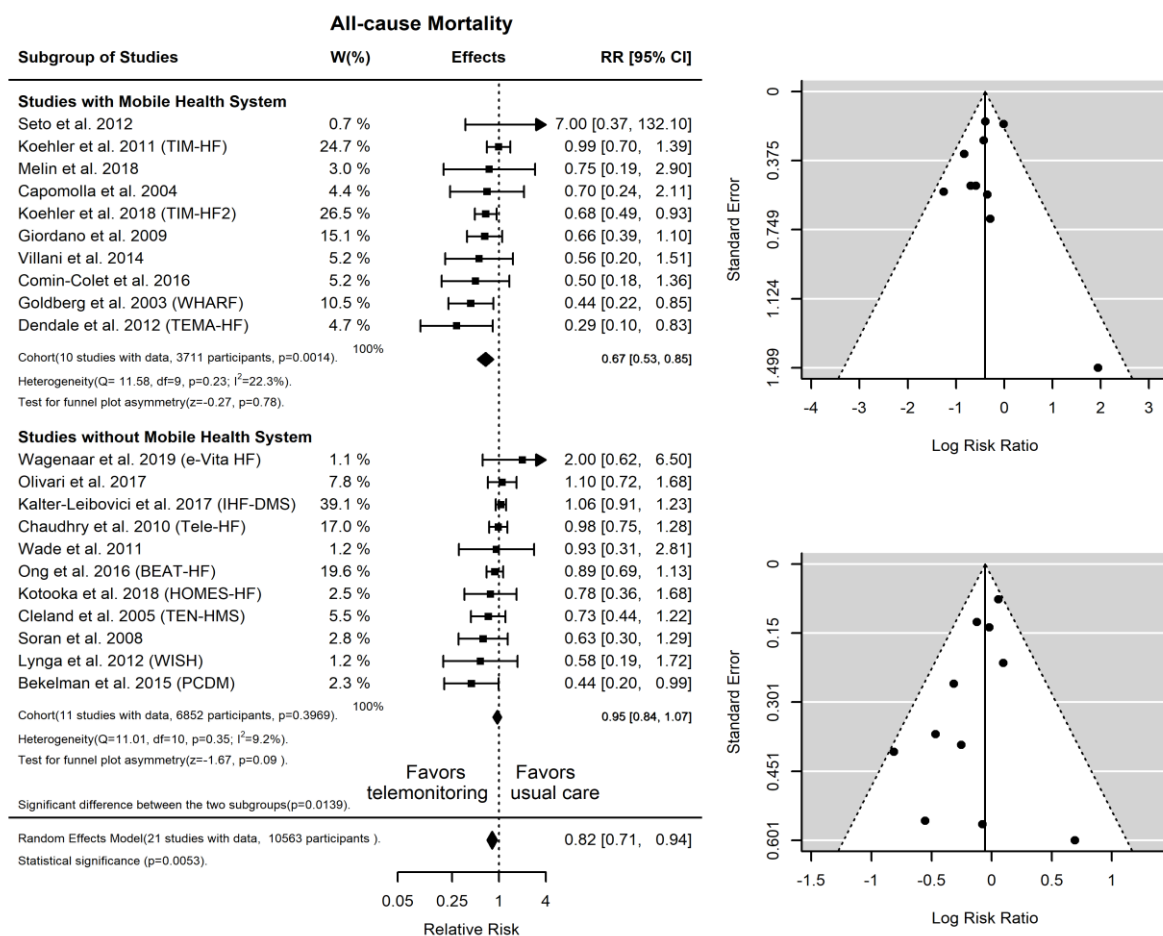 All-cause Mortality
Subgroup of Studies W(%) Effects RR [95% CI]
Studies with Mobile Health System
Seto et al. 2012 0.7 % 7.00 [0.37, 132.10]
Koehler et al. 2011 (TIM-HF) 24.7 % 0.99 [0.70, 1.39]
Melin et al. 2018 3.0 % 0.75 [0.19, 2.90]
Capomolla et al. 2004 4.4 % 0.70 [0.24, 2.11]
Koehler et al. 2018 (TIM-HF2) 26.5 % 0.68 [0.49, 0.93]
Giordano et al. 2009 15.1 % 0.66 [0.39, 1.10]
Villani et al. 2014 5.2 % 0.56 [0.20, 1.51]
Comin-Colet et al. 2016 5.2 % 0.50 [0.18, 1.36]
Goldberg et al. 2003 (WHARF) 10.5 % 0.44 [0.22, 0.85]
Dendale et al. 2012 (TEMA-HF) 4.7 % 0.29 [0.10, 0.83]
Cohort(10 studies with data, 3711 participants, p=0.0014). 100% 0.67 [0.53, 0.85]
Heterogeneity(Q= 11.58, df=9, p=0.23; I²=22.3%).
Test for funnel plot asymmetry(z=-0.27, p=0.78).
Studies without Mobile Health System
Wagenaar et al. 2019 (e-Vita HF) 1.1 % 2.00 [0.62, 6.50]
Olivari et al. 2017 7.8 % 1.10 [0.72, 1.68]
Kalter-Leibovici et al. 2017 (IHF-DMS) 39.1 % 1.06 [0.91, 1.23]
Chaudhry et al. 2010 (Tele-HF) 17.0 % 0.98 [0.75, 1.28]
Wade et al. 2011 1.2 % 0.93 [0.31, 2.81]
Ong et al. 2016 (BEAT-HF) 19.6 % 0.89 [0.69, 1.13]
Kotooka et al. 2018 (HOMES-HF) 2.5 % 0.78 [0.36, 1.68]
Cleland et al. 2005 (TEN-HMS) 5.5 % 0.73 [0.44, 1.22]
Soran et al. 2008 2.8 % 0.63 [0.30, 1.29]
Lynga et al. 2012 (WISH) 1.2 % 0.58 [0.19, 1.72]
Bekelman et al. 2015 (PCDM) 2.3 % 0.44 [0.20, 0.99]
Cohort(11 studies with data, 6852 participants, p=0.3969). 100% 0.95 [0.84, 1.07]
Heterogeneity(Q=11.01, df=10, p=0.35; I²=9.2%).
Test for funnel plot asymmetry(z=-1.67, p=0.09 ).
Favors Favors
telemonitoring usual care
Significant difference between the two subgroups(p=0.0139).
Random Effects Model(21 studies with data, 10563 participants ). 0.82 [0.71, 0.94]
Statistical significance (p=0.0053).
0.05 0.25 1 4
Relative Risk
Standard Error
0
0.375
0.749
1.124
1.499
-4 -3 -2 -1 0 1 2 3
Log Risk Ratio
Standard Error
0
0.15
0.301
0.451
0.601
-1.5 -1 -0.5 0 0.5 1
Log Risk Ratio